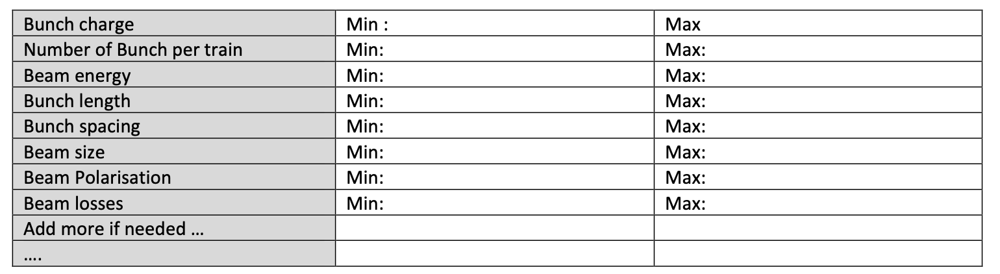 Bunch charge Min : Max
Number of Bunch per train Min: Max:
Beam energy Min: Max:
Bunch length Min: Max:
Bunch spacing Min: Max:
Beam size Min: Max:
Beam Polarisation Min: Max:
Beam losses Min: Max:
Add more if needed ...
....